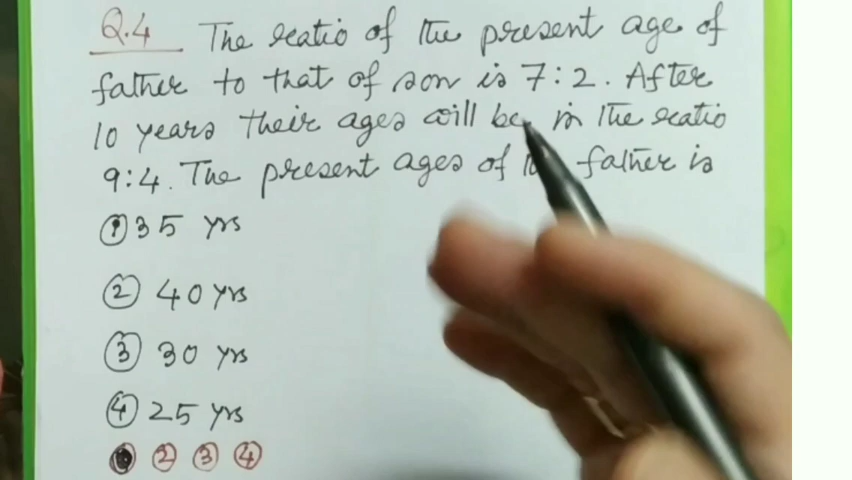 Q.4 The ratio of the present age of
father to that of son is 7:2. After
10 years their ages will be in the ratio
9:4. The present ages of father is
① 35 yrs
② 40 yrs
③ 30 yrs
④ 25 yrs
② ③ ④